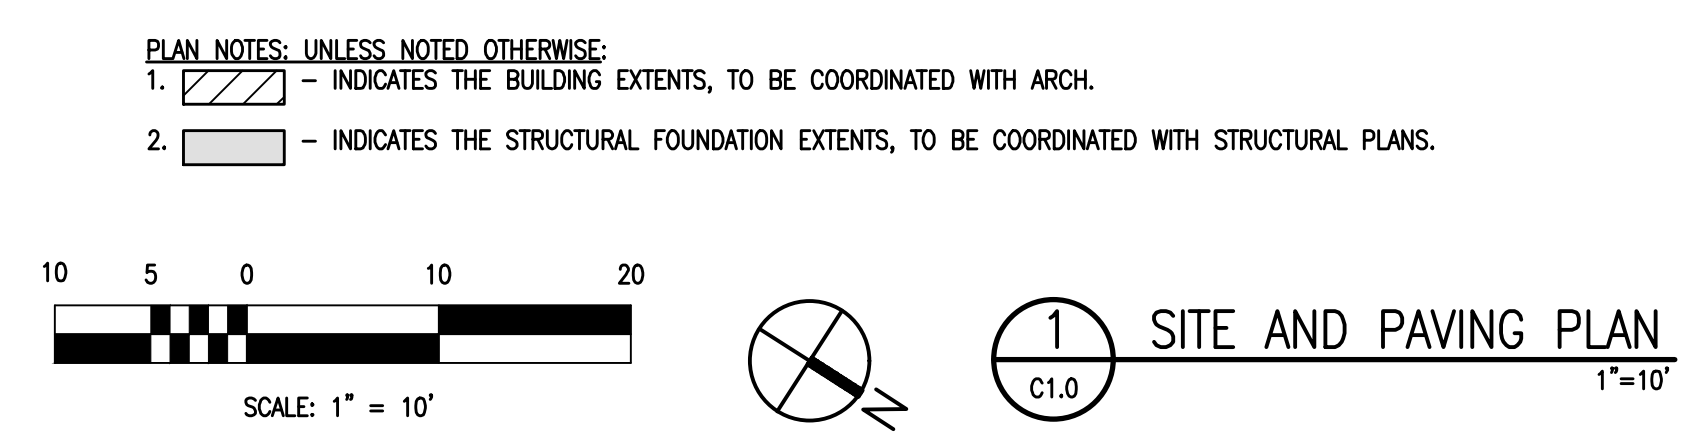 PLAN NOTES: UNLESS NOTED OTHERWISE:
1. – INDICATES THE BUILDING EXTENTS, TO BE COORDINATED WITH ARCH.
2. – INDICATES THE STRUCTURAL FOUNDATION EXTENTS, TO BE COORDINATED WITH STRUCTURAL PLANS.
10 5 0 10 20
SCALE: 1" = 10'
N
1 SITE AND PAVING PLAN
C1.0 1"=10'